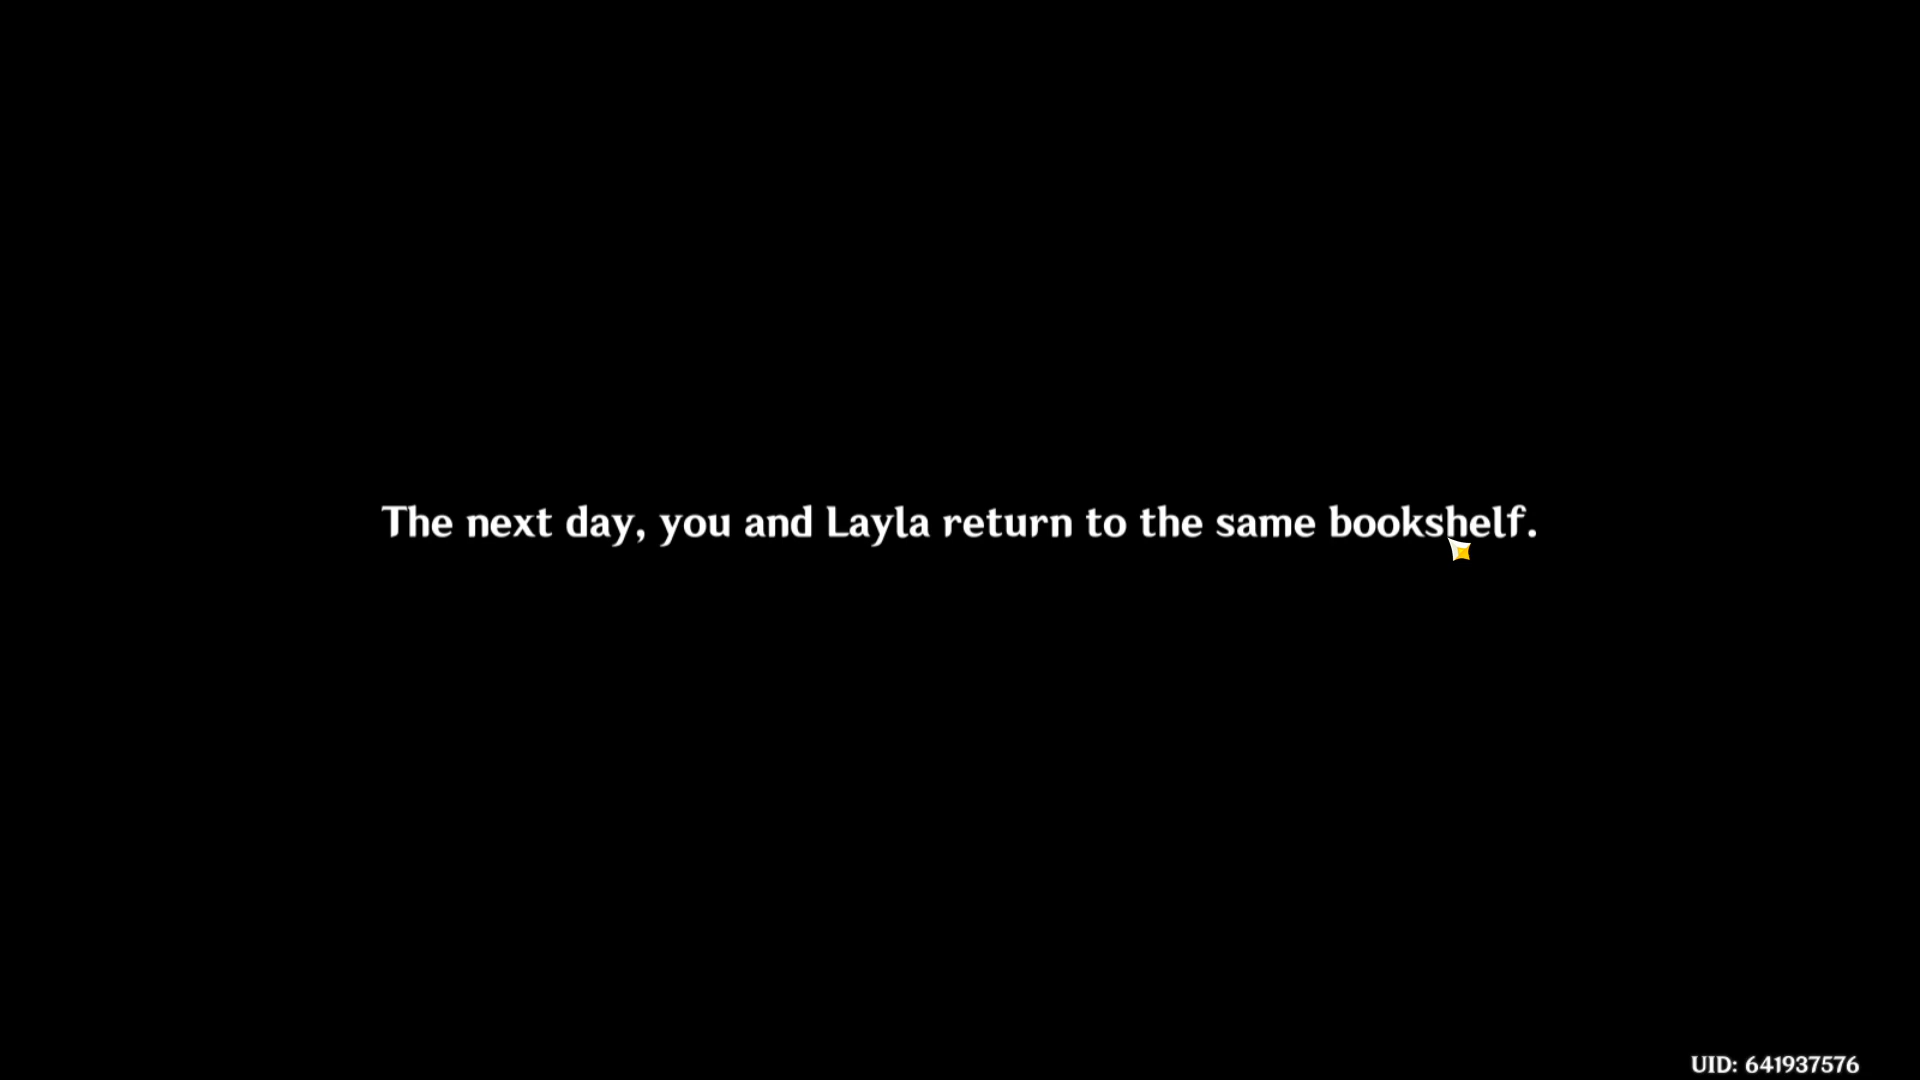 The next day, you and Layla return to the same bookshelf.
UID: 641937576